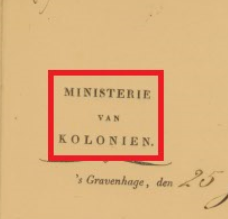 MINISTERIE
VAN
KOLONIEN.
's Gravenhage, den 25